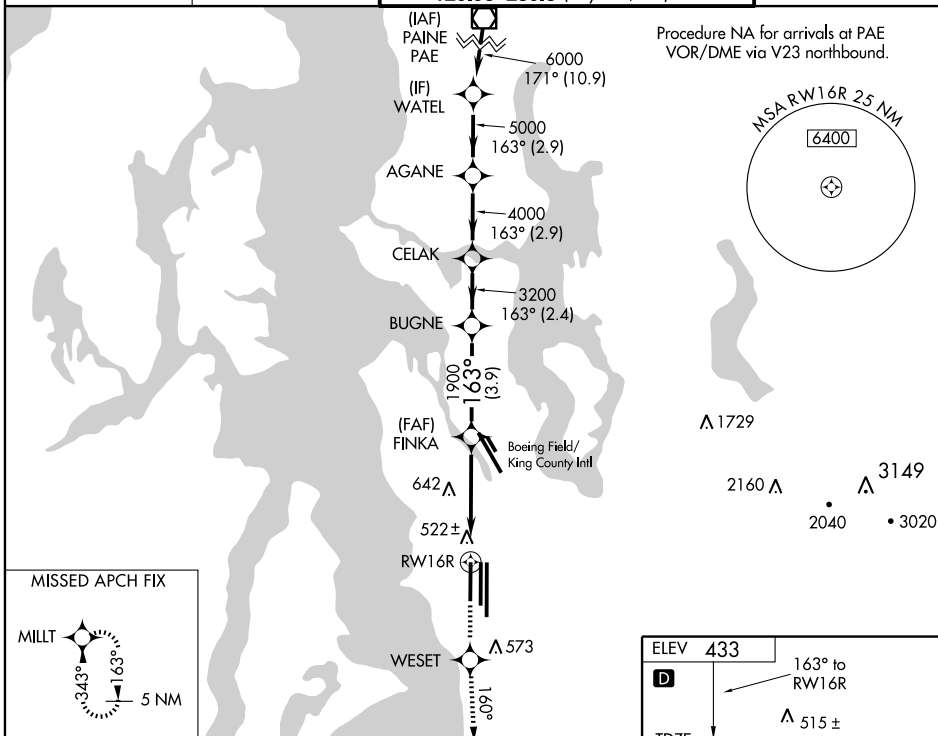 (IAF)
PAINE
PAE
Procedure NA for arrivals at PAE
VOR/DME via V23 northbound.
6000
171° (10.9)
(IF)
WATEL
5000
163° (2.9)
AGANE
MSA RW16R 25 NM
6400
4000
163° (2.9)
CELAK
3200
163° (2.4)
BUGNE
1900
163°
(3.9)
(FAF)
FINKA
Boeing Field/
King County Intl
1729
642
2160
3149
2040
3020
522 ±
RW16R
MISSED APCH FIX
MILLT
343°
163°
5 NM
WESET
573
160°
ELEV 433
D
163° to
RW16R
515 ±